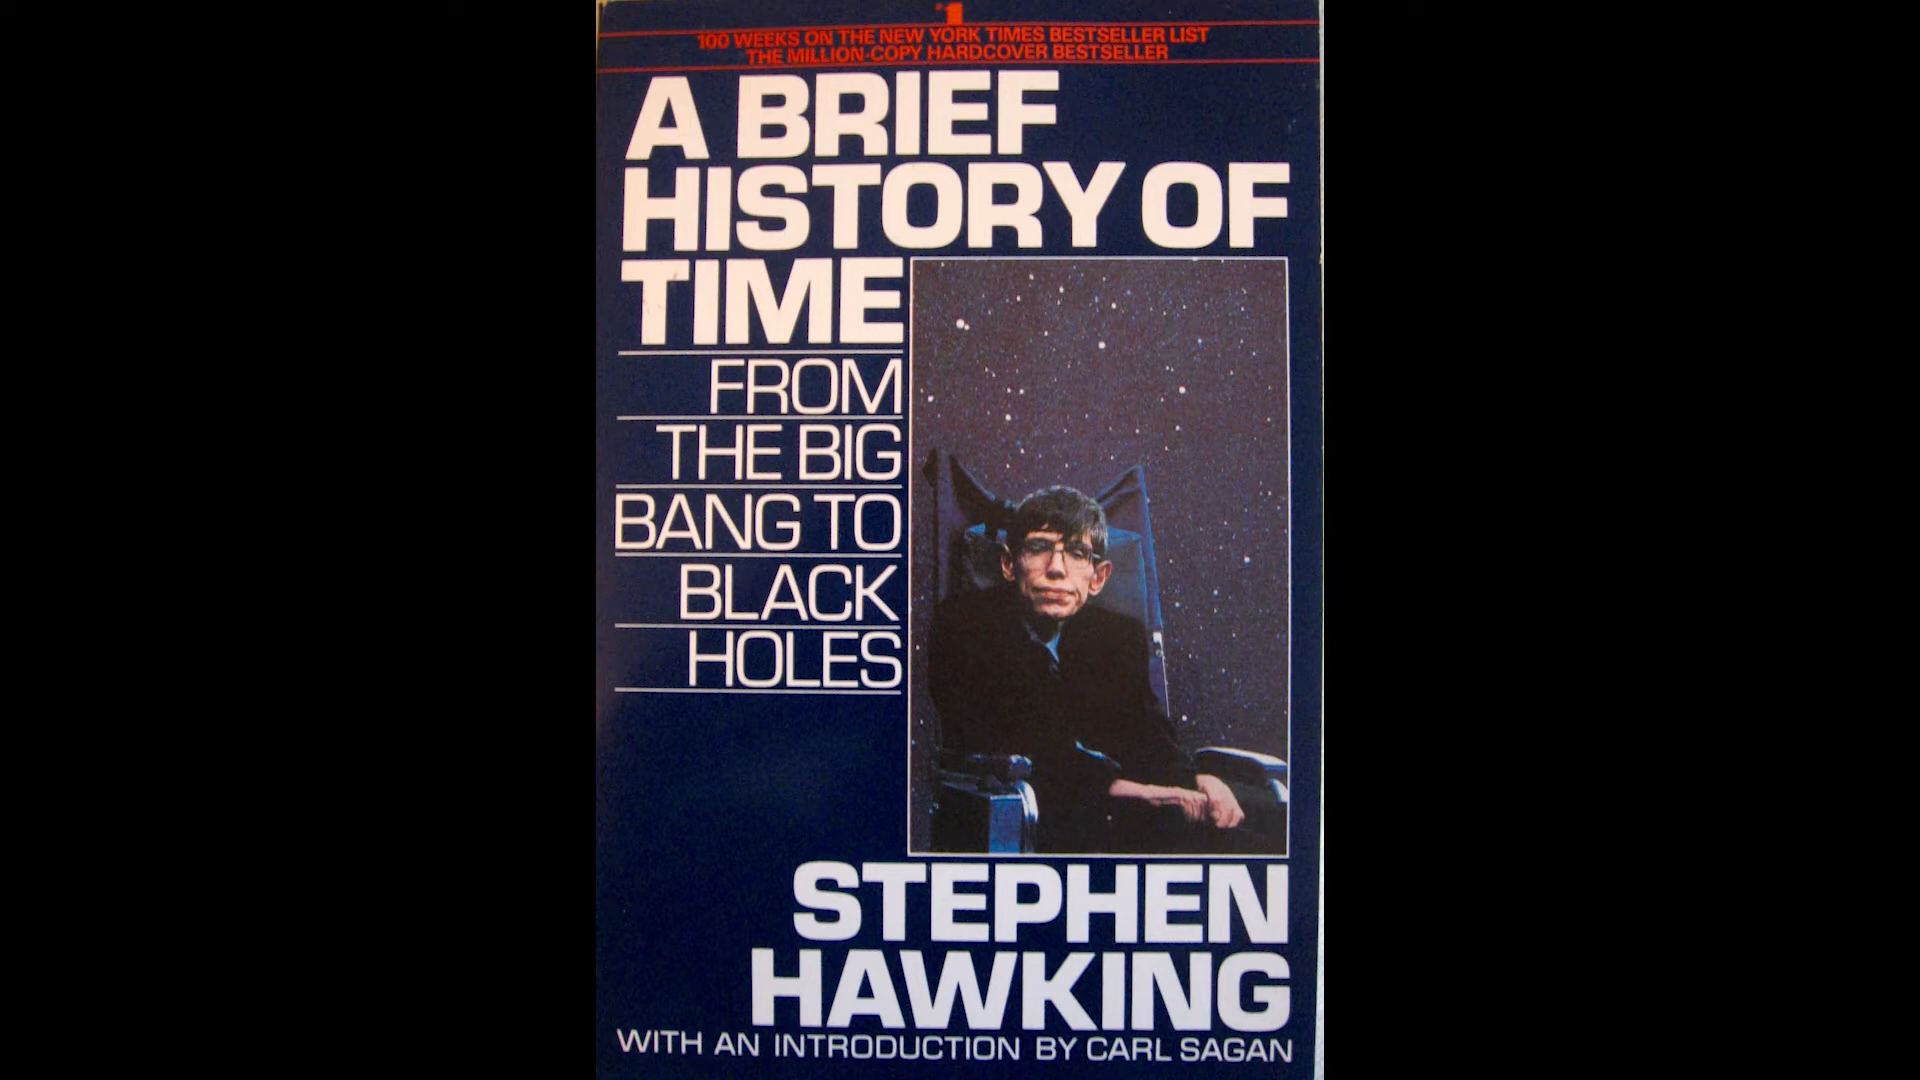 #1
100 WEEKS ON THE NEW YORK TIMES BESTSELLER LIST
THE MILLION-COPY HARDCOVER BESTSELLER
A BRIEF
HISTORY OF
TIME
FROM
THE BIG
BANG TO
BLACK
HOLES
STEPHEN
HAWKING
WITH AN INTRODUCTION BY CARL SAGAN